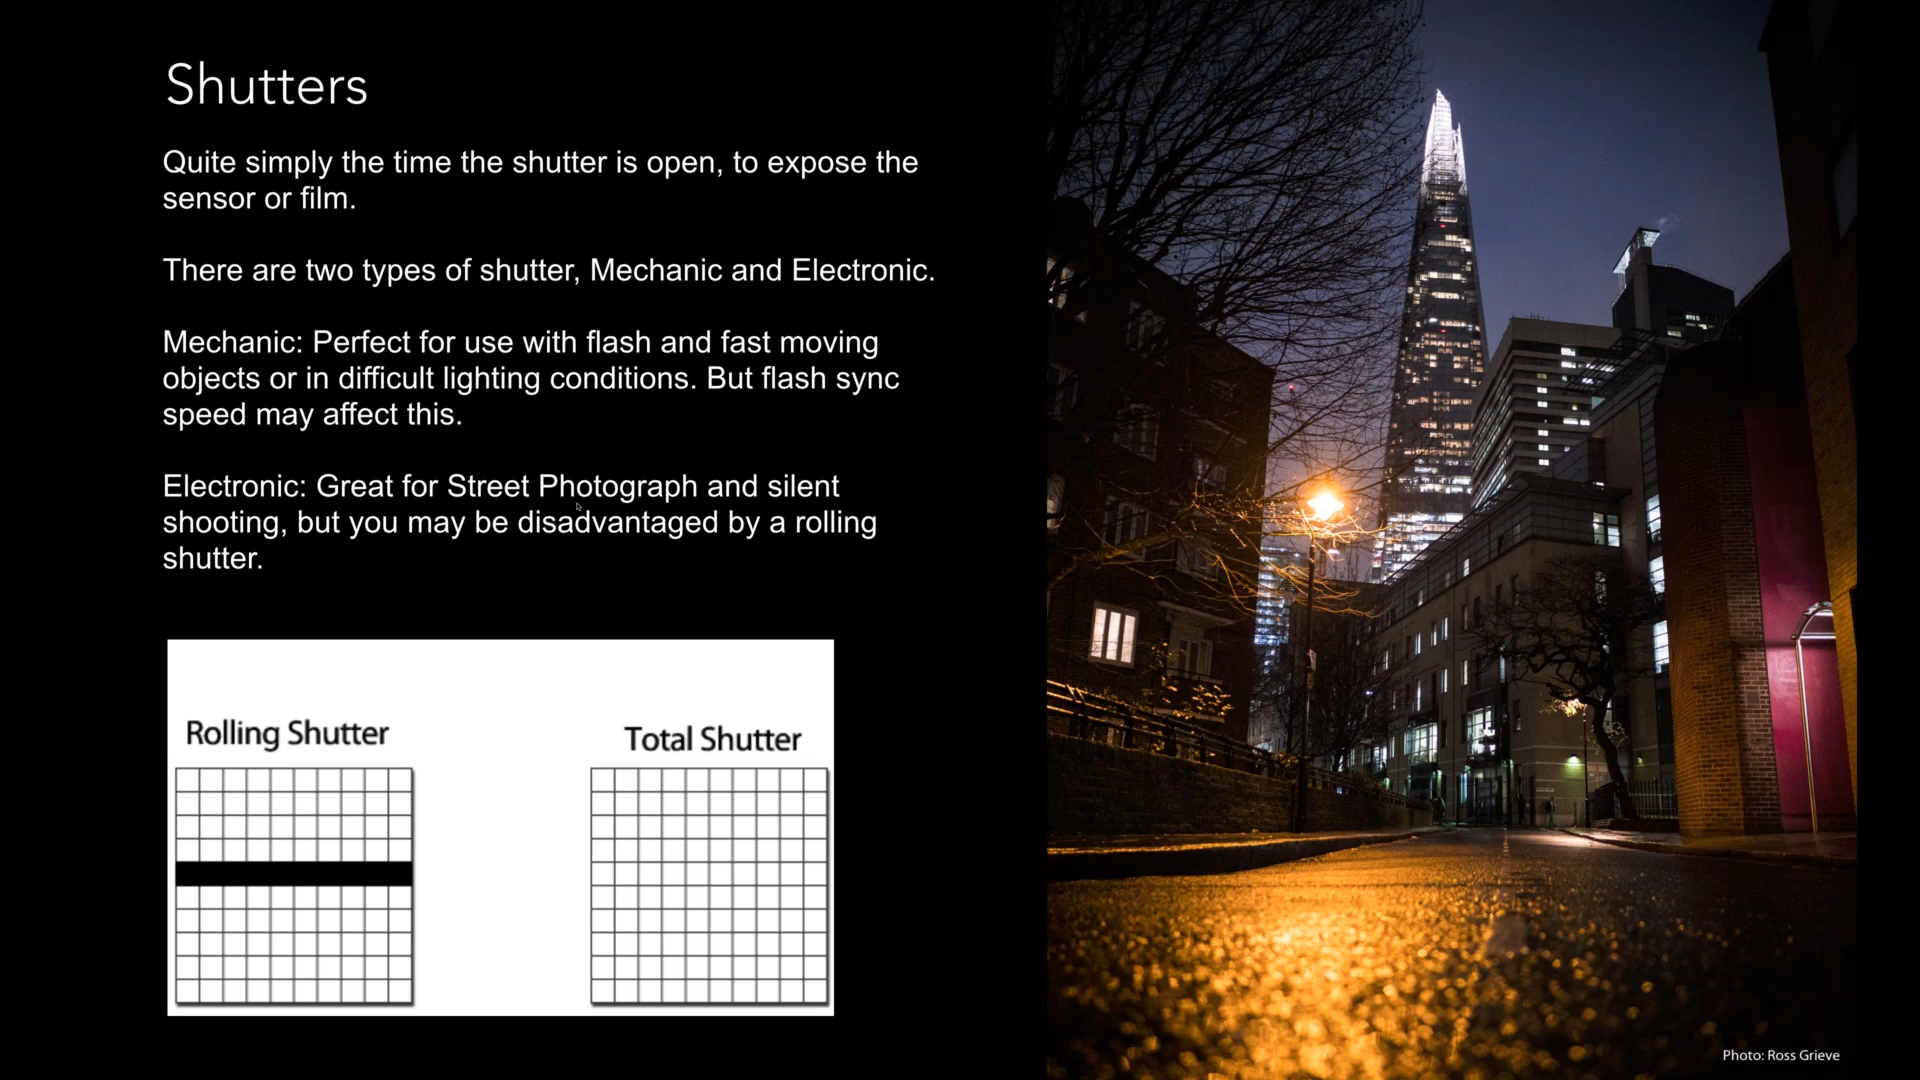 Shutters
Quite simply the time the shutter is open, to expose the
sensor or film.
There are two types of shutter, Mechanic and Electronic.
Mechanic: Perfect for use with flash and fast moving
objects or in difficult lighting conditions. But flash sync
speed may affect this.
Electronic: Great for Street Photograph and silent
shooting, but you may be disadvantaged by a rolling
shutter.
Rolling Shutter
Total Shutter
Photo: Ross Grieve